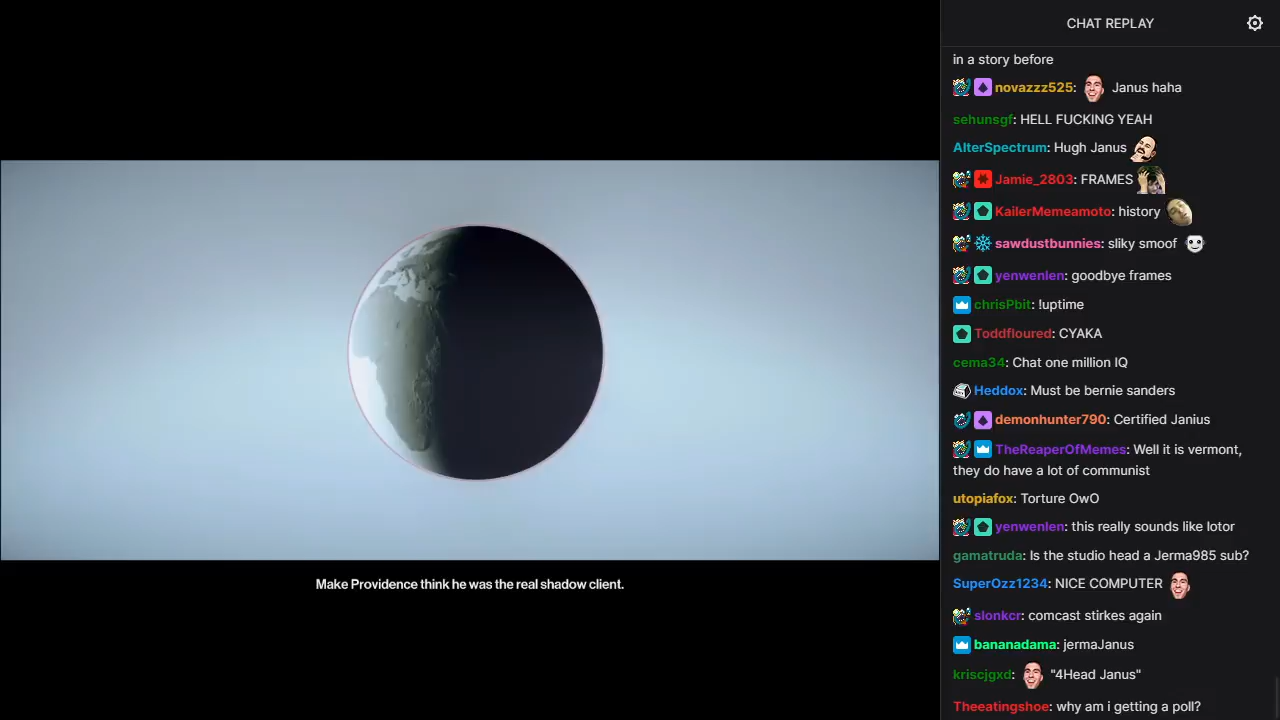 CHAT REPLAY
in a story before
novazzz525: Janus haha
sehunsgf: HELL FUCKING YEAH
AlterSpectrum: Hugh Janus
Jamie_2803: FRAMES
KailerMemeamoto: history
sawdustbunnies: sliky smoof
yenwenlen: goodbye frames
chrisPbit: !uptime
Toddfloured: CYAKA
cema34: Chat one million IQ
Heddox: Must be bernie sanders
demonhunter790: Certified Janius
TheReaperOfMemes: Well it is vermont,
they do have a lot of communist
utopiafox: Torture OwO
yenwenlen: this really sounds like lotor
gamatruda: Is the studio head a Jerma985 sub?
SuperOzz1234: NICE COMPUTER
slonkcr: comcast stirkes again
bananadama: jermaJanus
kriscjgxd: "4Head Janus"
Theeatingshoe: why am i getting a poll?
Make Providence think he was the real shadow client.